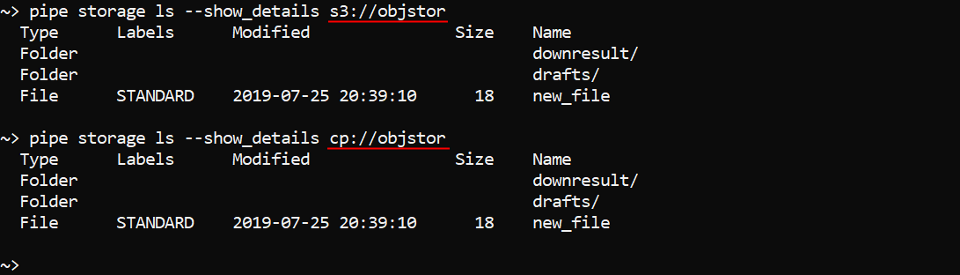 ~> pipe storage ls --show_details s3://objstor
Type Labels Modified Size Name
Folder downresult/
Folder drafts/
File STANDARD 2019-07-25 20:39:10 18 new_file
~> pipe storage ls --show_details cp://objstor
Type Labels Modified Size Name
Folder downresult/
Folder drafts/
File STANDARD 2019-07-25 20:39:10 18 new_file
~>